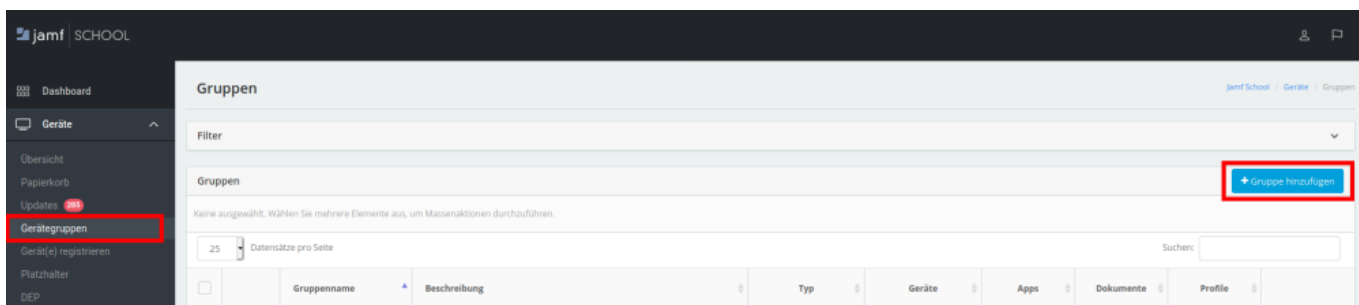 jamf SCHOOL
Dashboard
Geräte
Übersicht
Papierkorb
Updates 285
Gerätegruppen
Gerät(e) registrieren
Platzhalter
DEP
Gruppen
Jamf School / Geräte / Gruppen
Filter
Gruppen
+ Gruppe hinzufügen
Keine ausgewählt. Wählen Sie mehrere Elemente aus, um Massenaktionen durchzuführen.
25 Datensätze pro Seite
Suchen:
Gruppenname Beschreibung Typ Geräte Apps Dokumente Profile